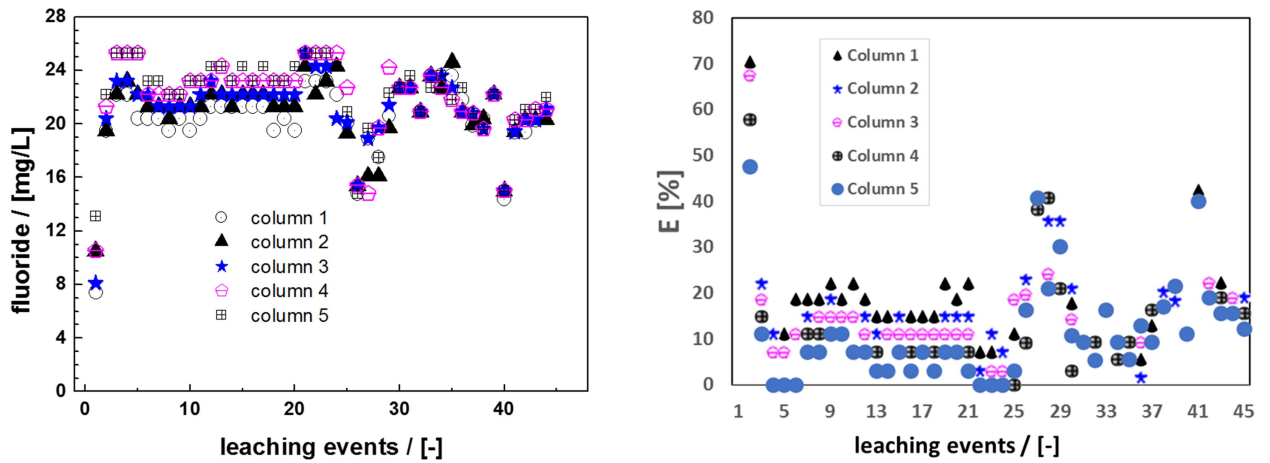 28
24
20
16
12
8
4
0
fluoride / [mg/L]
column 1
column 2
column 3
column 4
column 5
0 10 20 30 40
leaching events / [-]
80
70
60
50
40
30
20
10
0
E [%]
Column 1
Column 2
Column 3
Column 4
Column 5
1 5 9 13 17 21 25 29 33 37 41 45
leaching events / [-]